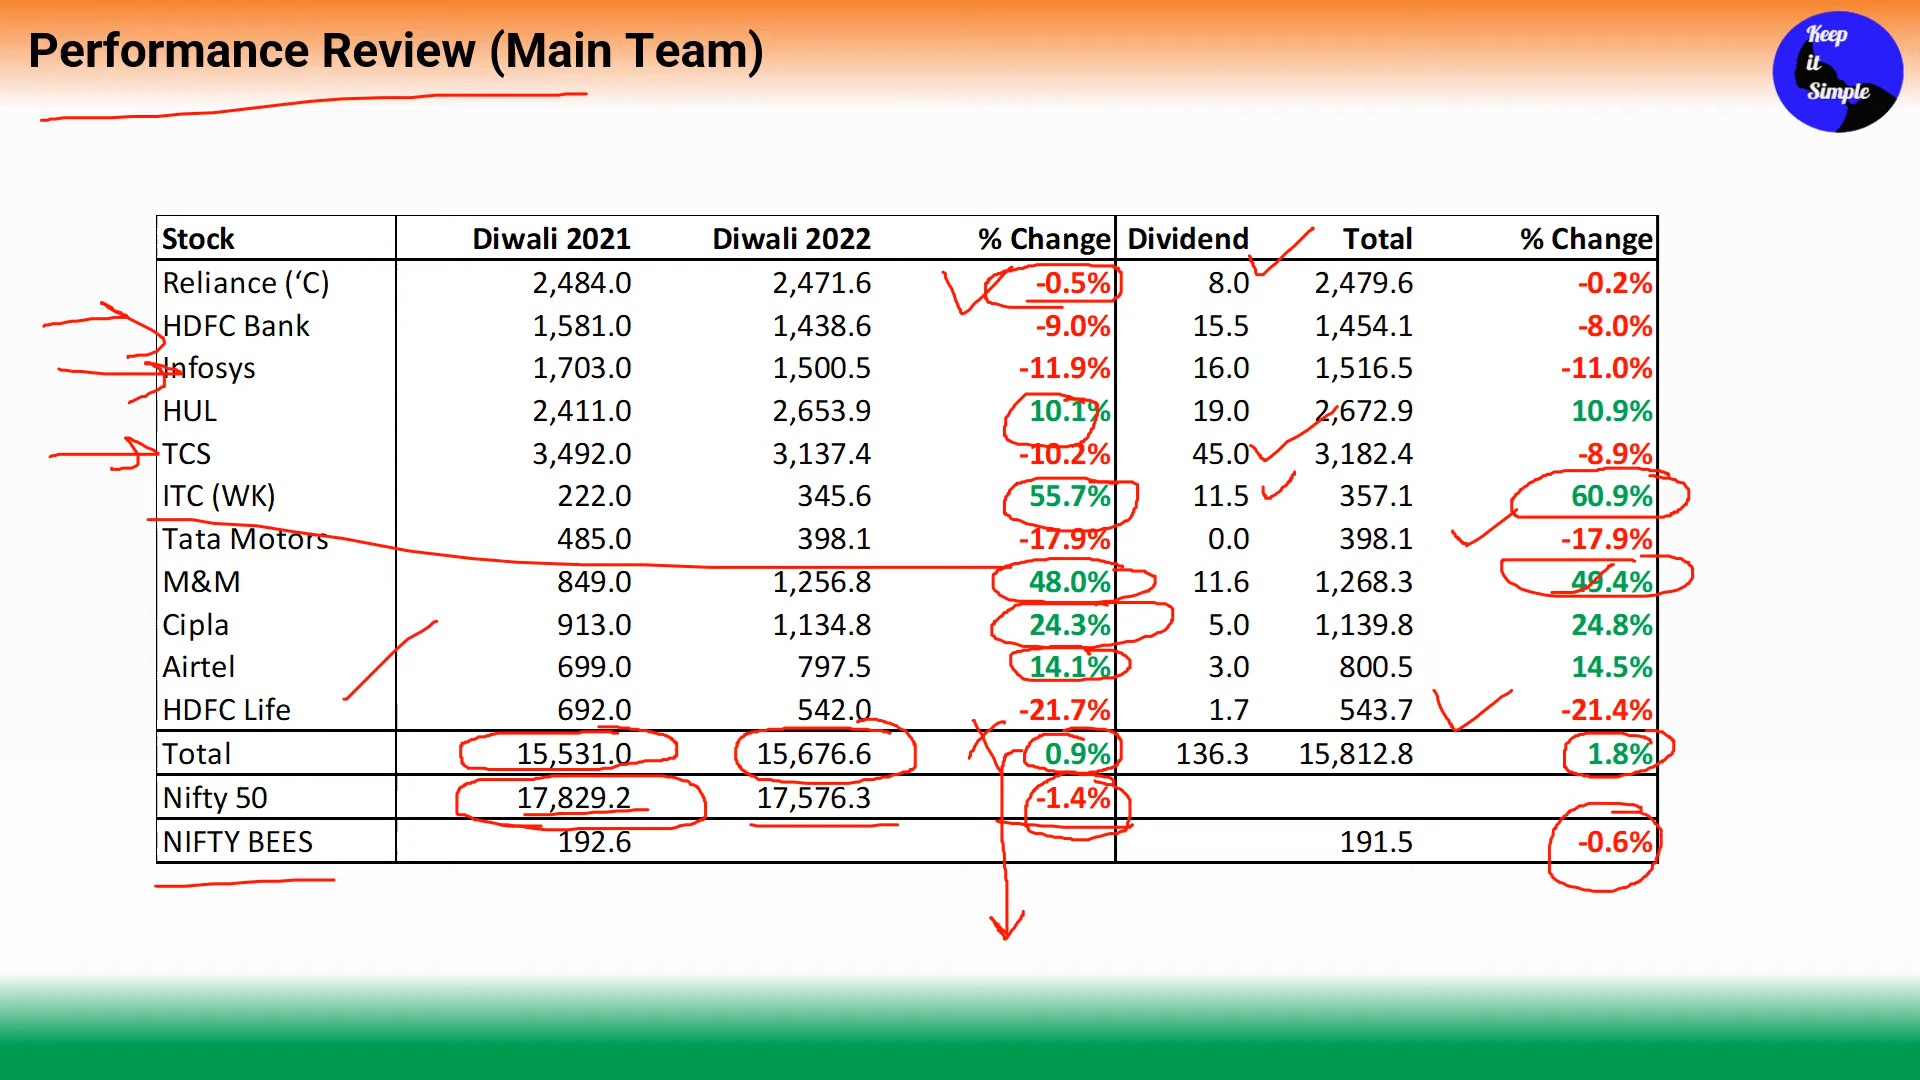 Performance Review (Main Team)
Keep
it
Simple
Stock Diwali 2021 Diwali 2022 % Change Dividend Total % Change
Reliance (‘C) 2,484.0 2,471.6 -0.5% 8.0 2,479.6 -0.2%
HDFC Bank 1,581.0 1,438.6 -9.0% 15.5 1,454.1 -8.0%
Infosys 1,703.0 1,500.5 -11.9% 16.0 1,516.5 -11.0%
HUL 2,411.0 2,653.9 10.1% 19.0 2,672.9 10.9%
TCS 3,492.0 3,137.4 -10.2% 45.0 3,182.4 -8.9%
ITC (WK) 222.0 345.6 55.7% 11.5 357.1 60.9%
Tata Motors 485.0 398.1 -17.9% 0.0 398.1 -17.9%
M&M 849.0 1,256.8 48.0% 11.6 1,268.3 49.4%
Cipla 913.0 1,134.8 24.3% 5.0 1,139.8 24.8%
Airtel 699.0 797.5 14.1% 3.0 800.5 14.5%
HDFC Life 692.0 542.0 -21.7% 1.7 543.7 -21.4%
Total 15,531.0 15,676.6 0.9% 136.3 15,812.8 1.8%
Nifty 50 17,829.2 17,576.3 -1.4%
NIFTY BEES 192.6 191.5 -0.6%